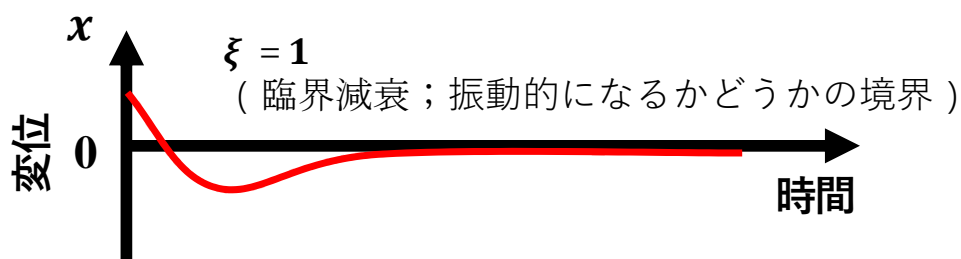 x
ξ = 1
(臨界減衰；振動的になるかどうかの境界)
変位
0
時間